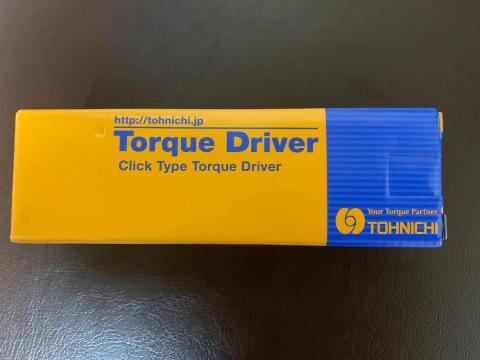 http://tohnichi.jp
Torque Driver
Click Type Torque Driver
Your Torque Partner
TOHNICHI